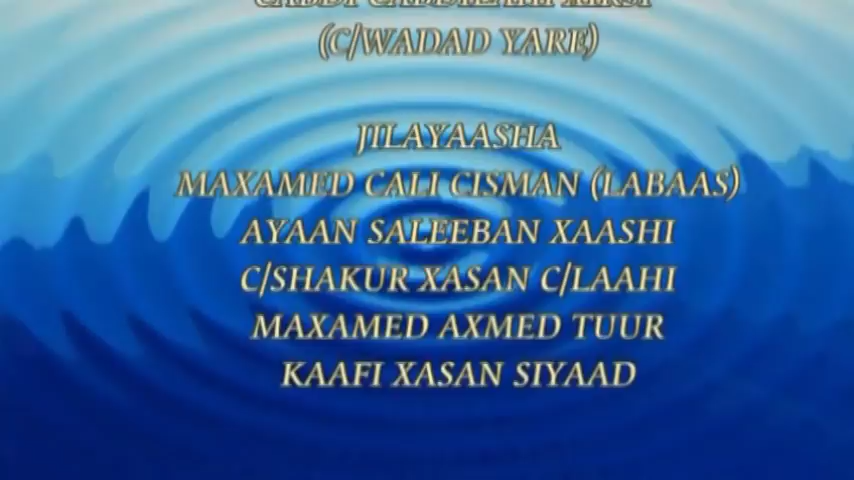 (C/WADAD YARE)
JILAYAASHA
MAXAMED CALI CISMAN (LABAAS)
AYAAN SALEEBAN XAASHI
C/SHAKUR XASAN C/LAAHI
MAXAMED AXMED TUUR
KAAFI XASAN SIYAAD